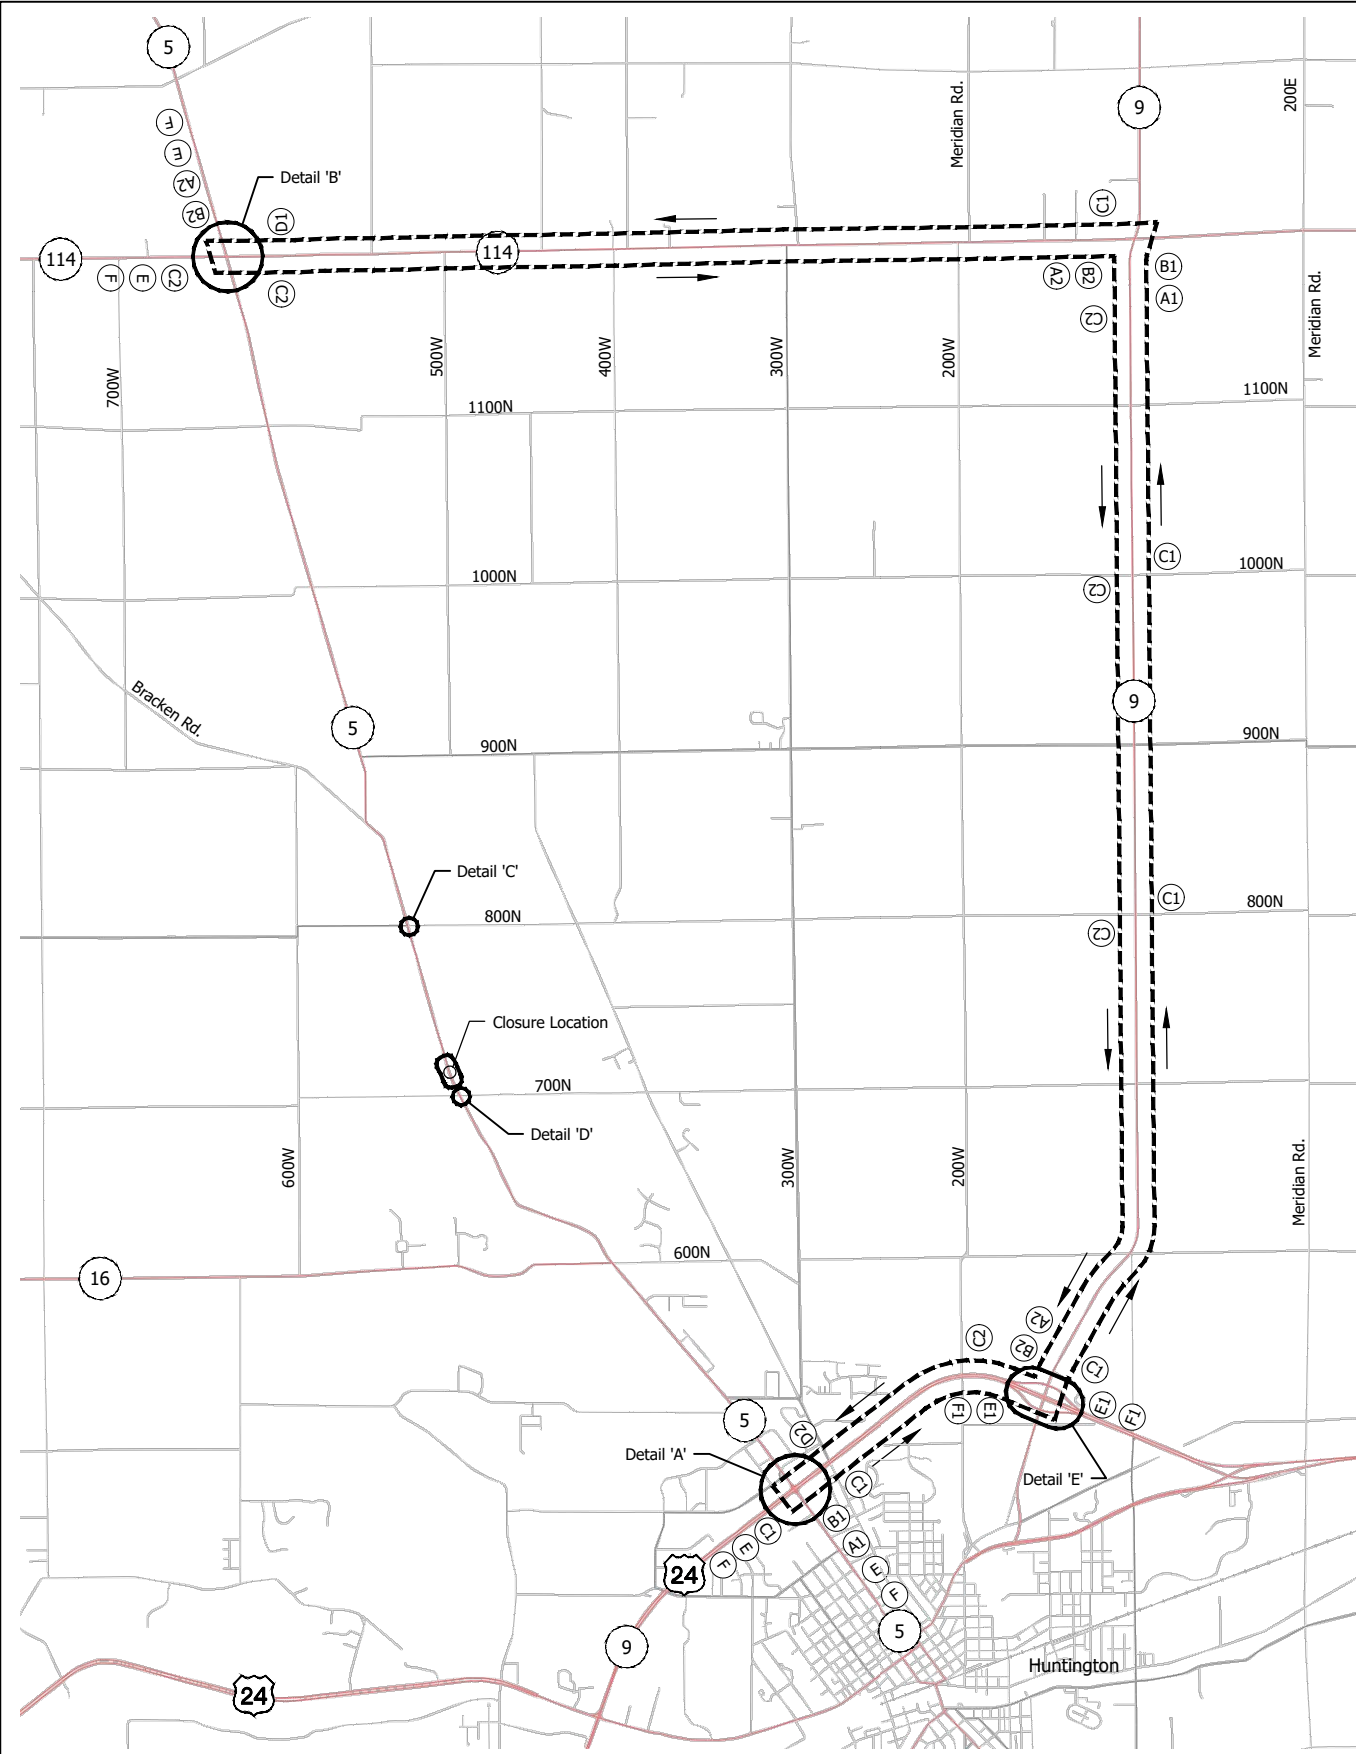 5
Meridian Rd.
9
200E
F
E
A2
B2
Detail 'B'
D1
C1
114
114
F
E
C2
C2
A2
B2
C2
B1
A1
Meridian Rd.
700W
500W
400W
300W
200W
1100N
1100N
1000N
C1
1000N
C2
Bracken Rd.
5
9
900N
900N
Detail 'C'
800N
C1
800N
C2
Closure Location
700N
Detail 'D'
600W
300W
200W
Meridian Rd.
600N
16
A2
B2
C2
C1
E1
F1
F1
E1
5
D2
Detail 'A'
C1
Detail 'E'
B1
C1
E
F
A1
E
F
24
5
9
Huntington
24